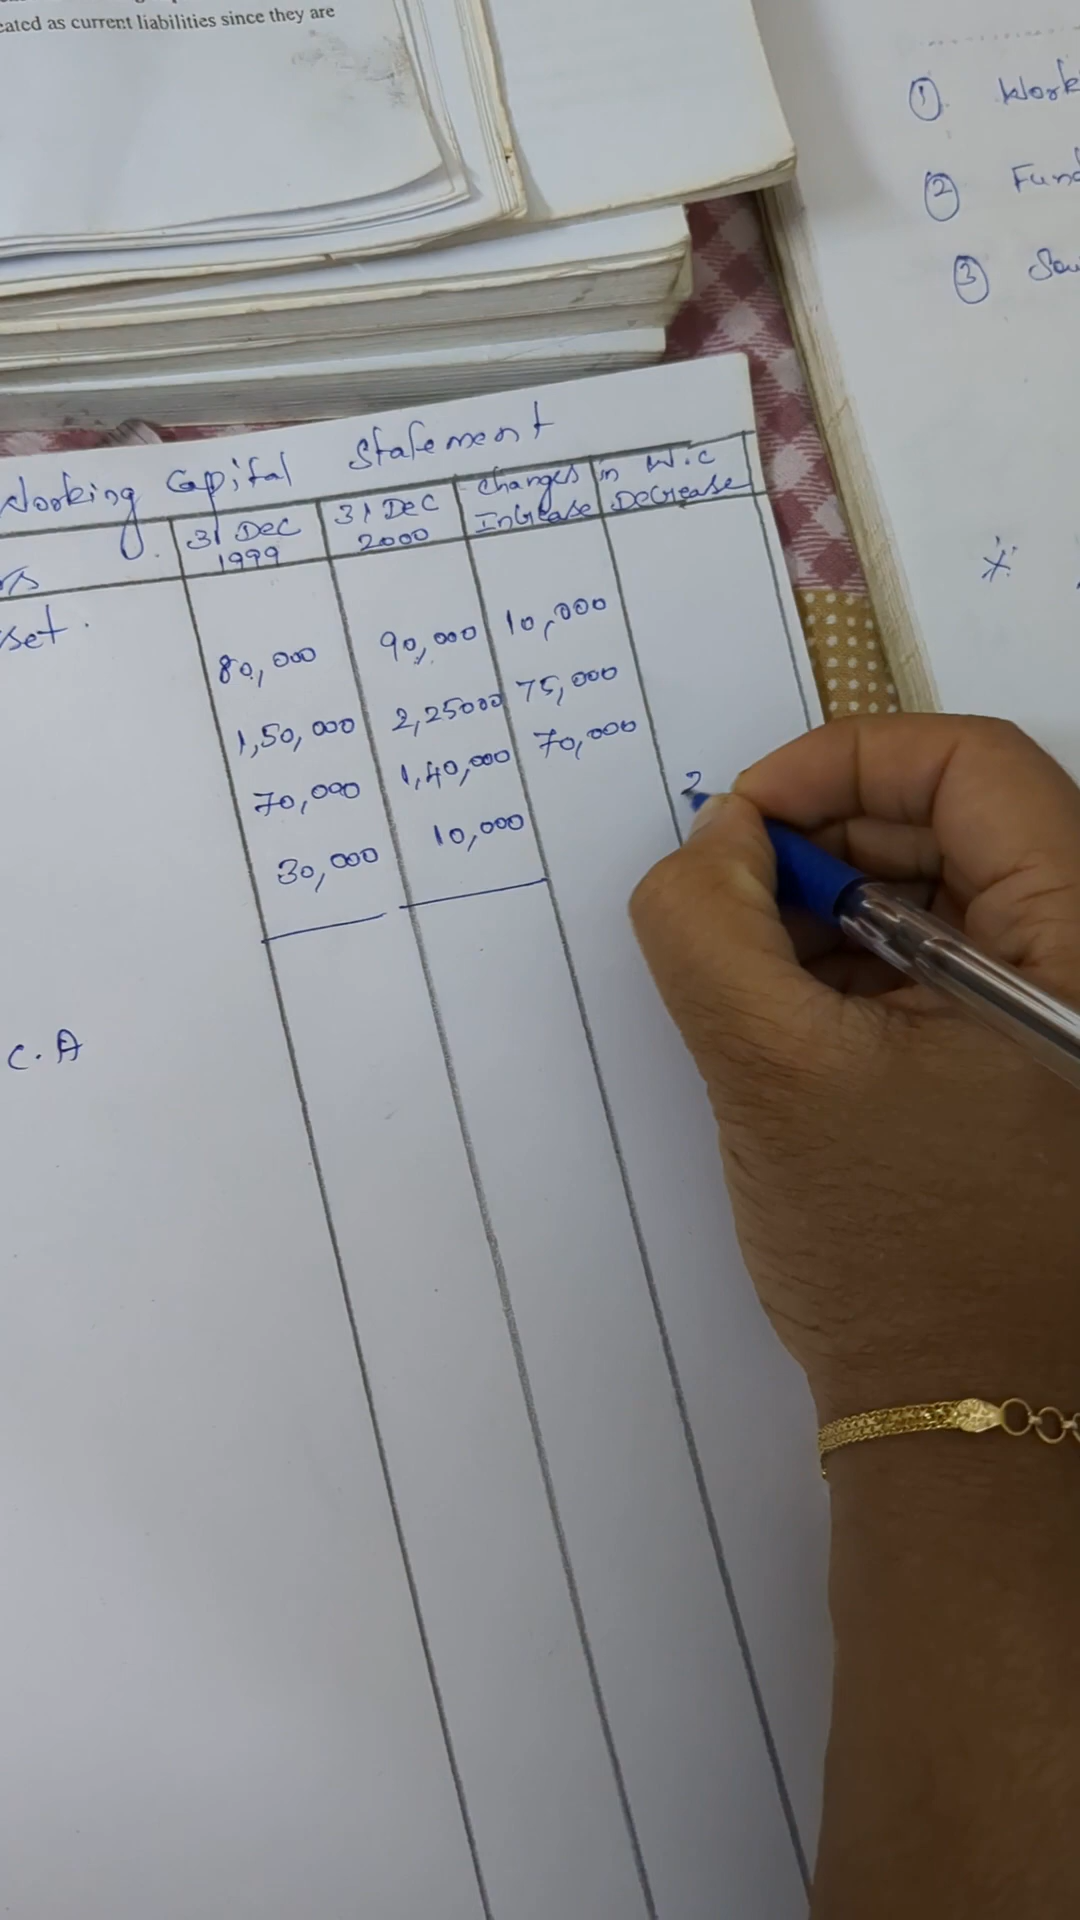 eated as current liabilities since they are
① Work
② Fund
③ Sou
Working Capital Statement
31 Dec 1999
31 Dec 2000
Changes in W.C
Increase Decrease
set.
80,000 90,000 10,000
1,50,000 2,25000 75,000
70,000 1,40,000 70,000
30,000 10,000 2
C.A